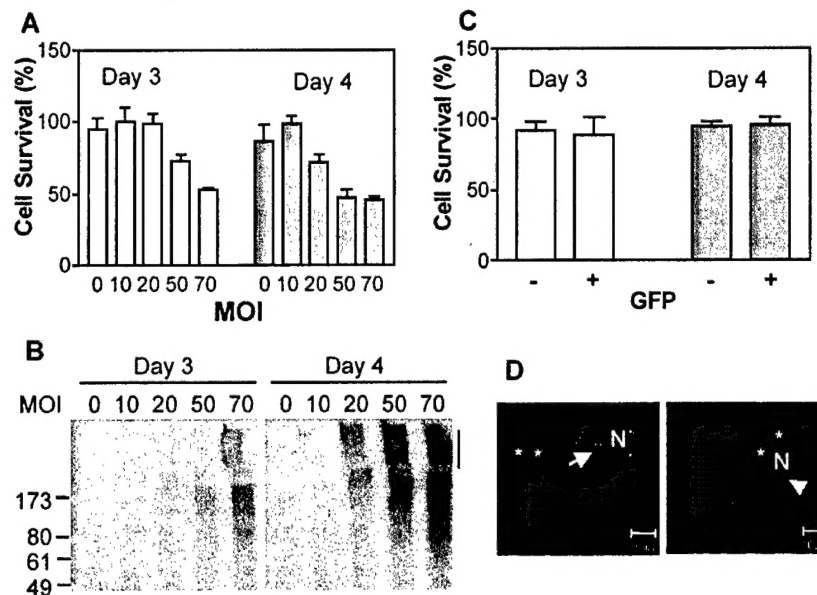 A
Cell Survival (%)
150
100
50
0
Day 3
Day 4
0 10 20 50 70 0 10 20 50 70
MOI
C
Cell Survival (%)
150
100
50
0
Day 3
Day 4
- + - +
GFP
B
Day 3 Day 4
MOI 0 10 20 50 70 0 10 20 50 70
173
80
61
49
D
* * N
* * N